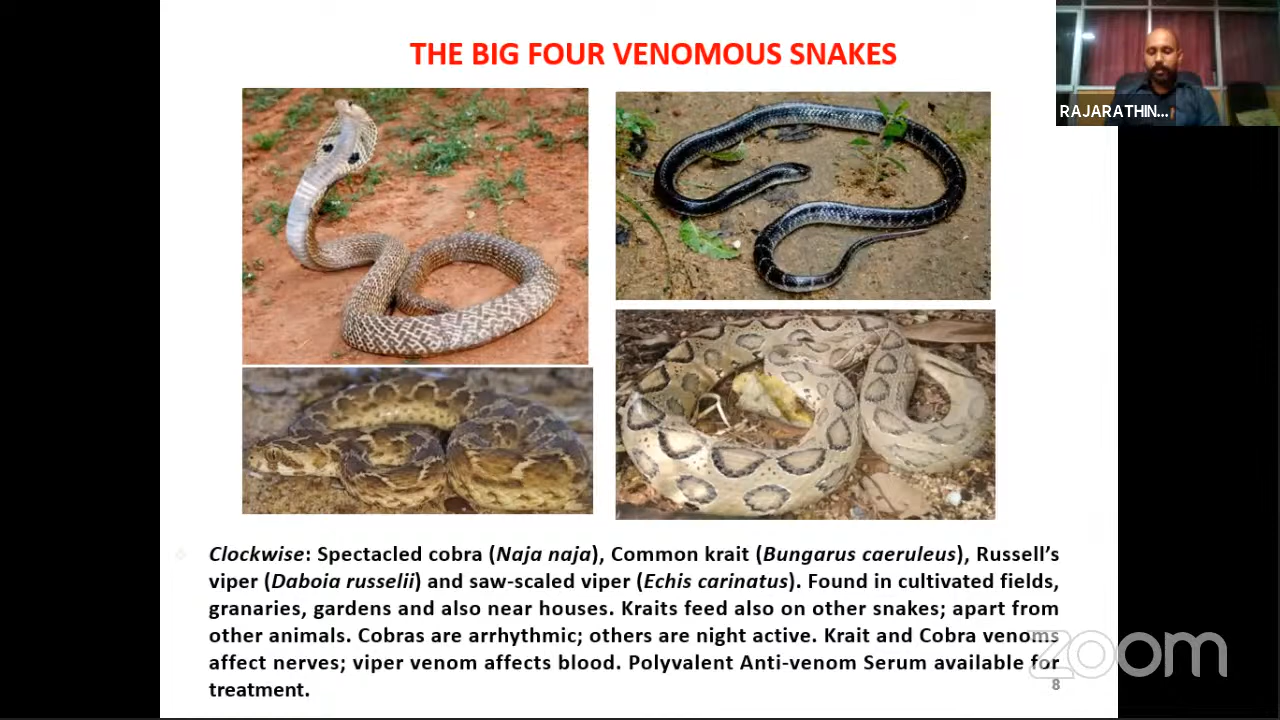 THE BIG FOUR VENOMOUS SNAKES
RAJARATHIN...
Clockwise: Spectacled cobra (Naja naja), Common krait (Bungarus caeruleus), Russell's
viper (Daboia russelii) and saw-scaled viper (Echis carinatus). Found in cultivated fields,
granaries, gardens and also near houses. Kraits feed also on other snakes; apart from
other animals. Cobras are arrhythmic; others are night active. Krait and Cobra venoms
affect nerves; viper venom affects blood. Polyvalent Anti-venom Serum available for
treatment.
zoom
8